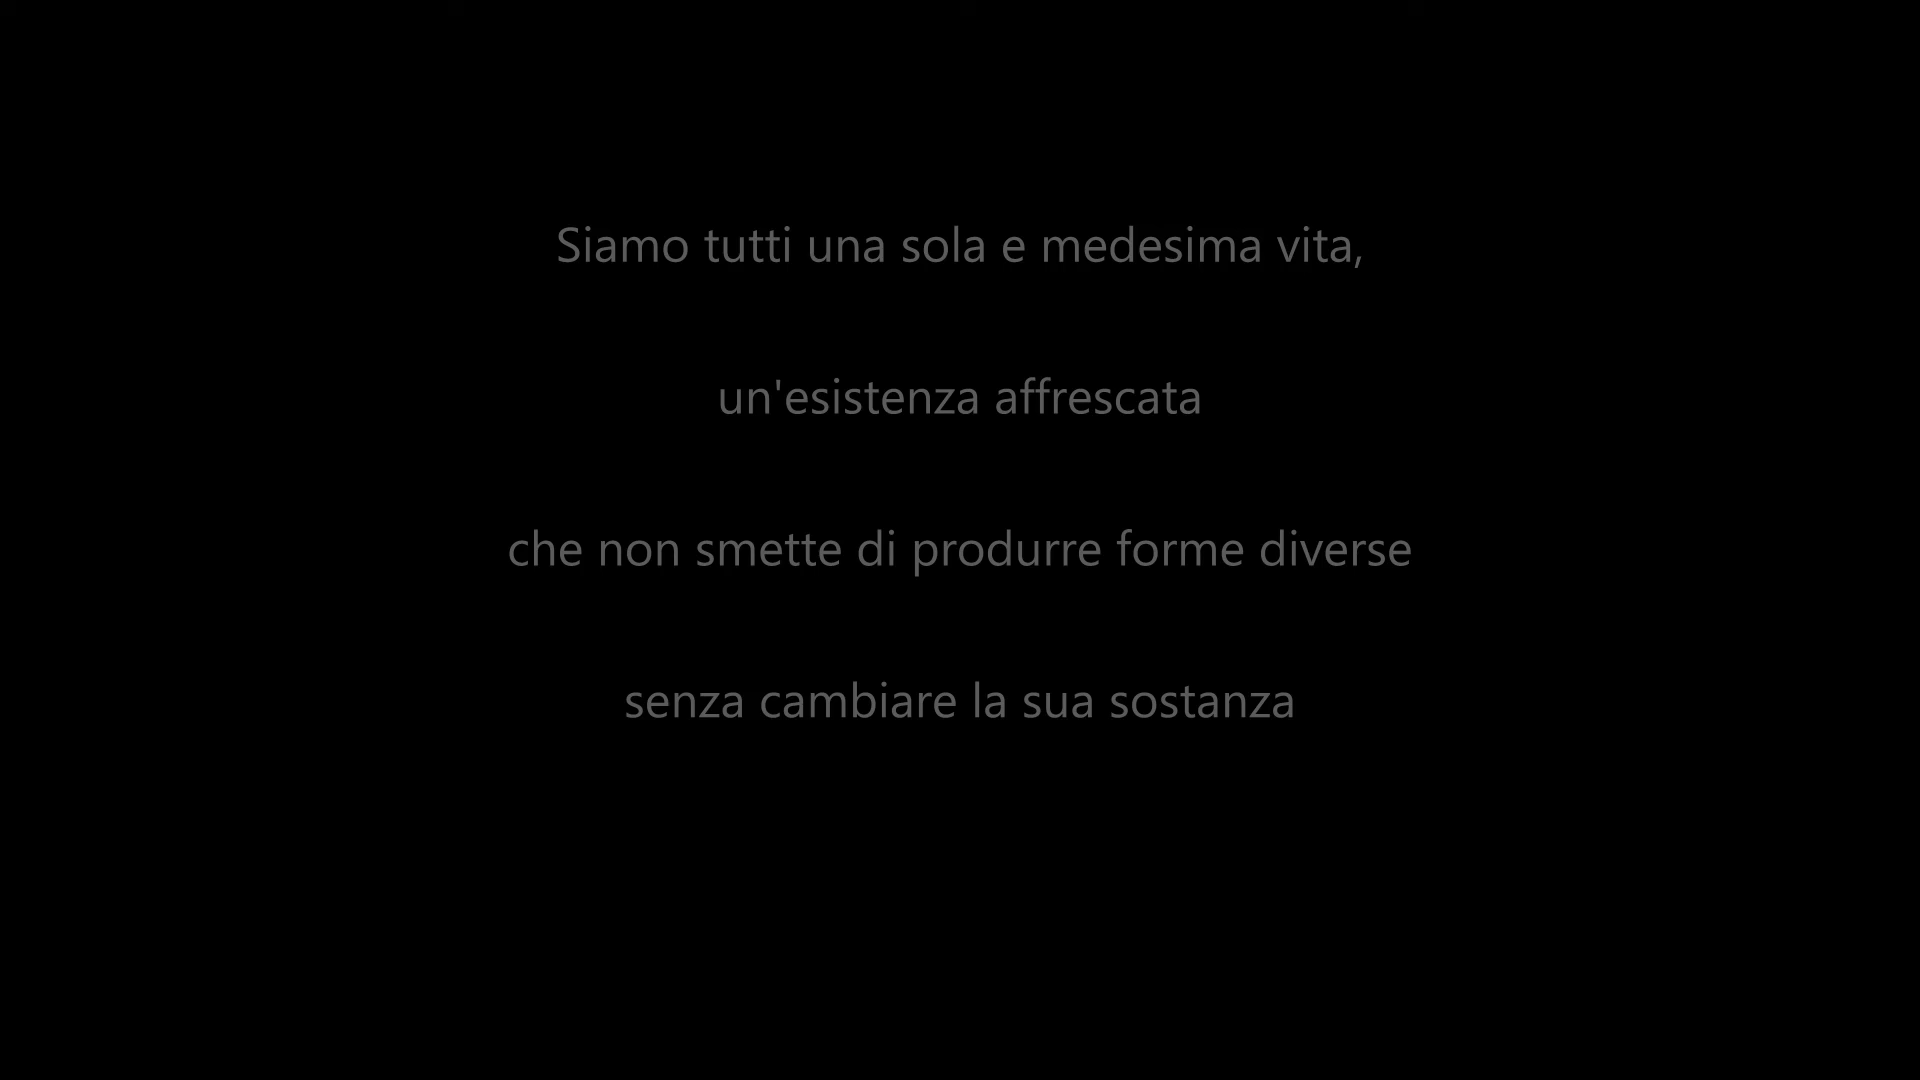 Siamo tutti una sola e medesima vita,
un'esistenza affrescata
che non smette di produrre forme diverse
senza cambiare la sua sostanza